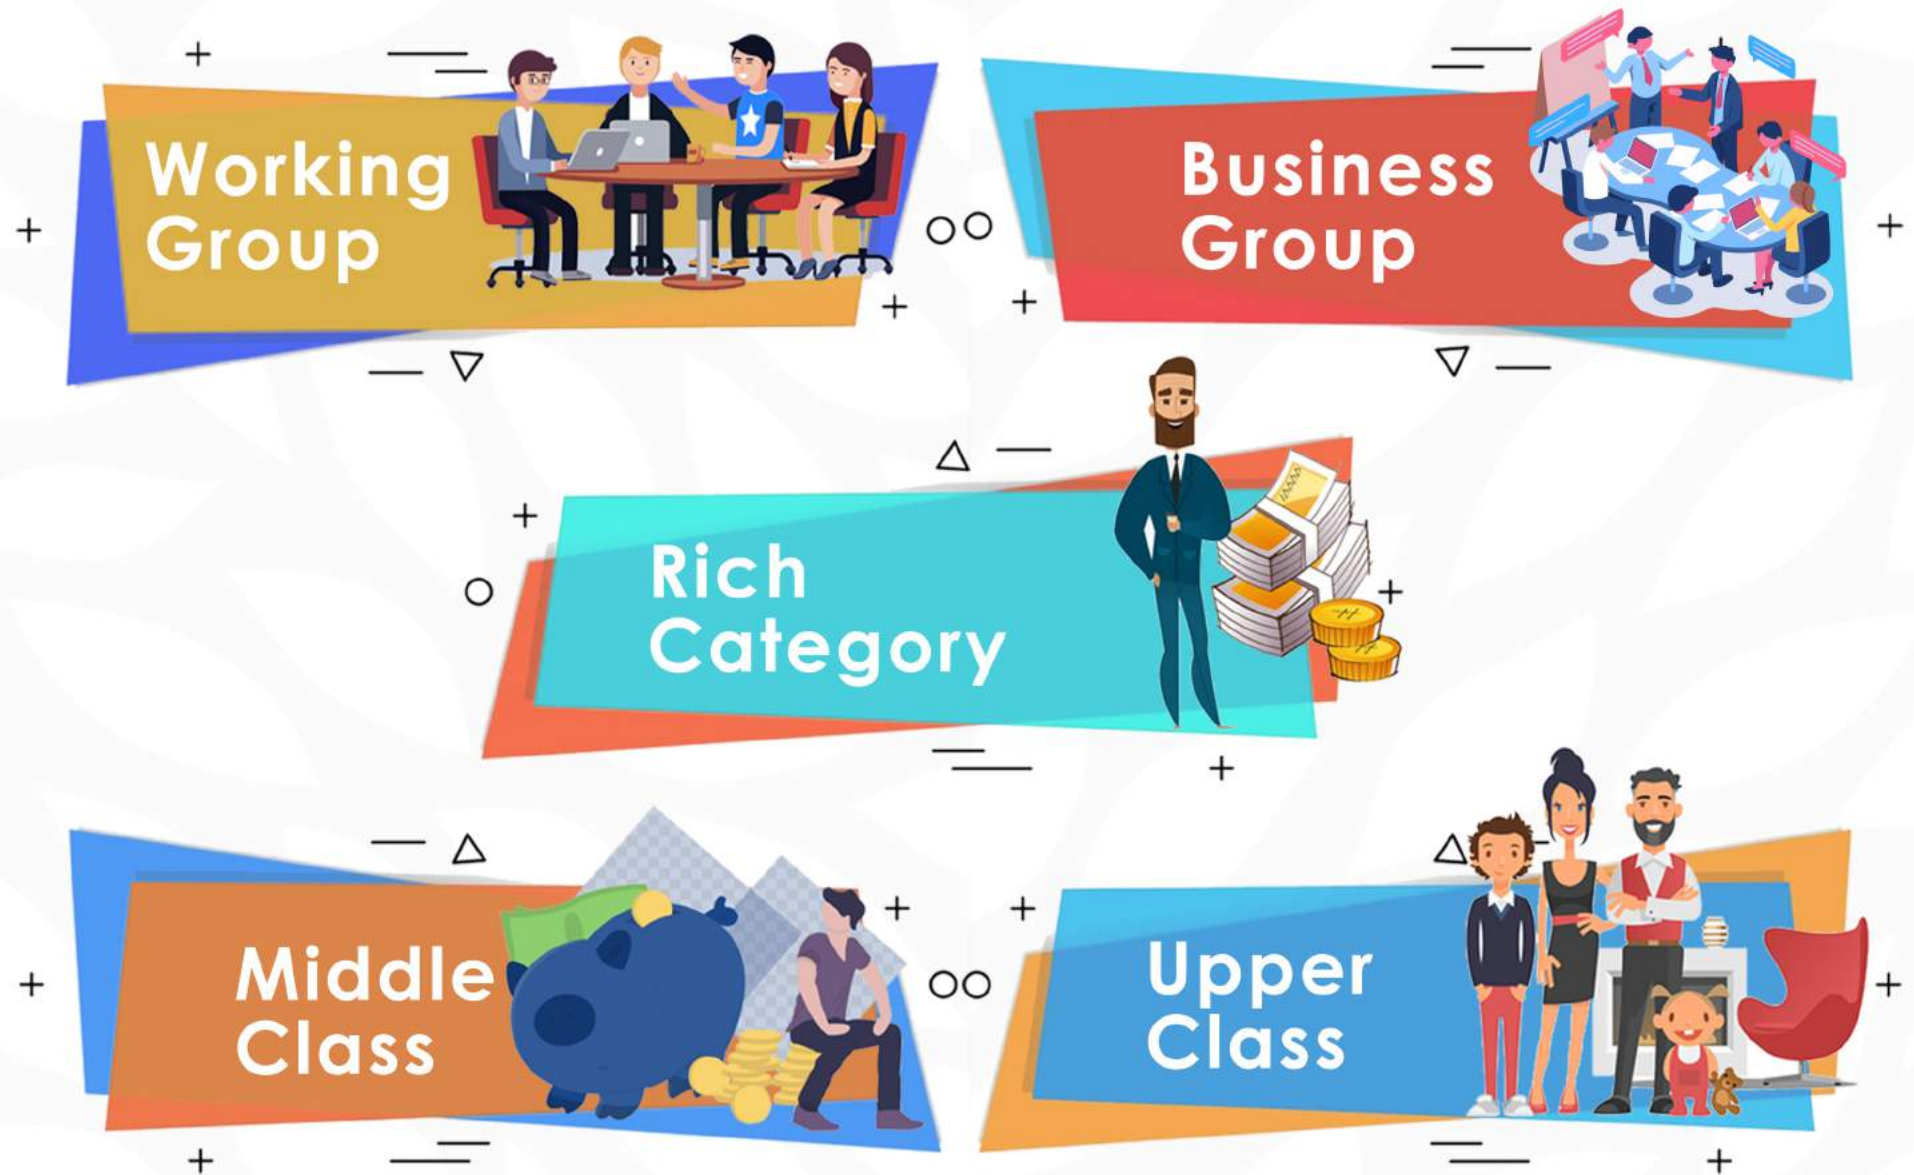 Working
Group
Business
Group
Rich
Category
Middle
Class
Upper
Class